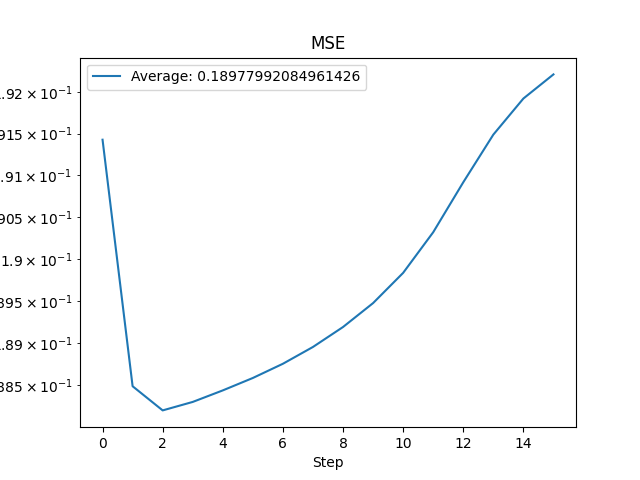 MSE
Average: 0.18977992084961426
.92 × 10⁻¹
915 × 10⁻¹
.91 × 10⁻¹
905 × 10⁻¹
1.9 × 10⁻¹
895 × 10⁻¹
.89 × 10⁻¹
885 × 10⁻¹
0 2 4 6 8 10 12 14
Step